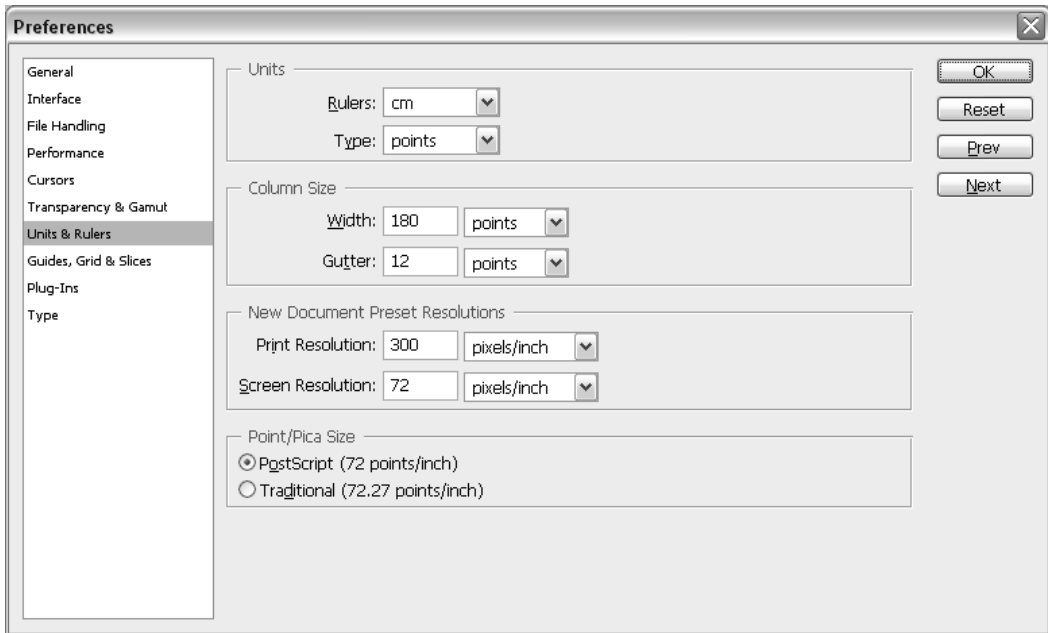 Preferences
General
Interface
File Handling
Performance
Cursors
Transparency & Gamut
Units & Rulers
Guides, Grid & Slices
Plug-Ins
Type
Units
Rulers: cm
Type: points
Column Size
Width: 180 points
Gutter: 12 points
New Document Preset Resolutions
Print Resolution: 300 pixels/inch
Screen Resolution: 72 pixels/inch
Point/Pica Size
PostScript (72 points/inch)
Traditional (72.27 points/inch)
OK
Reset
Prev
Next